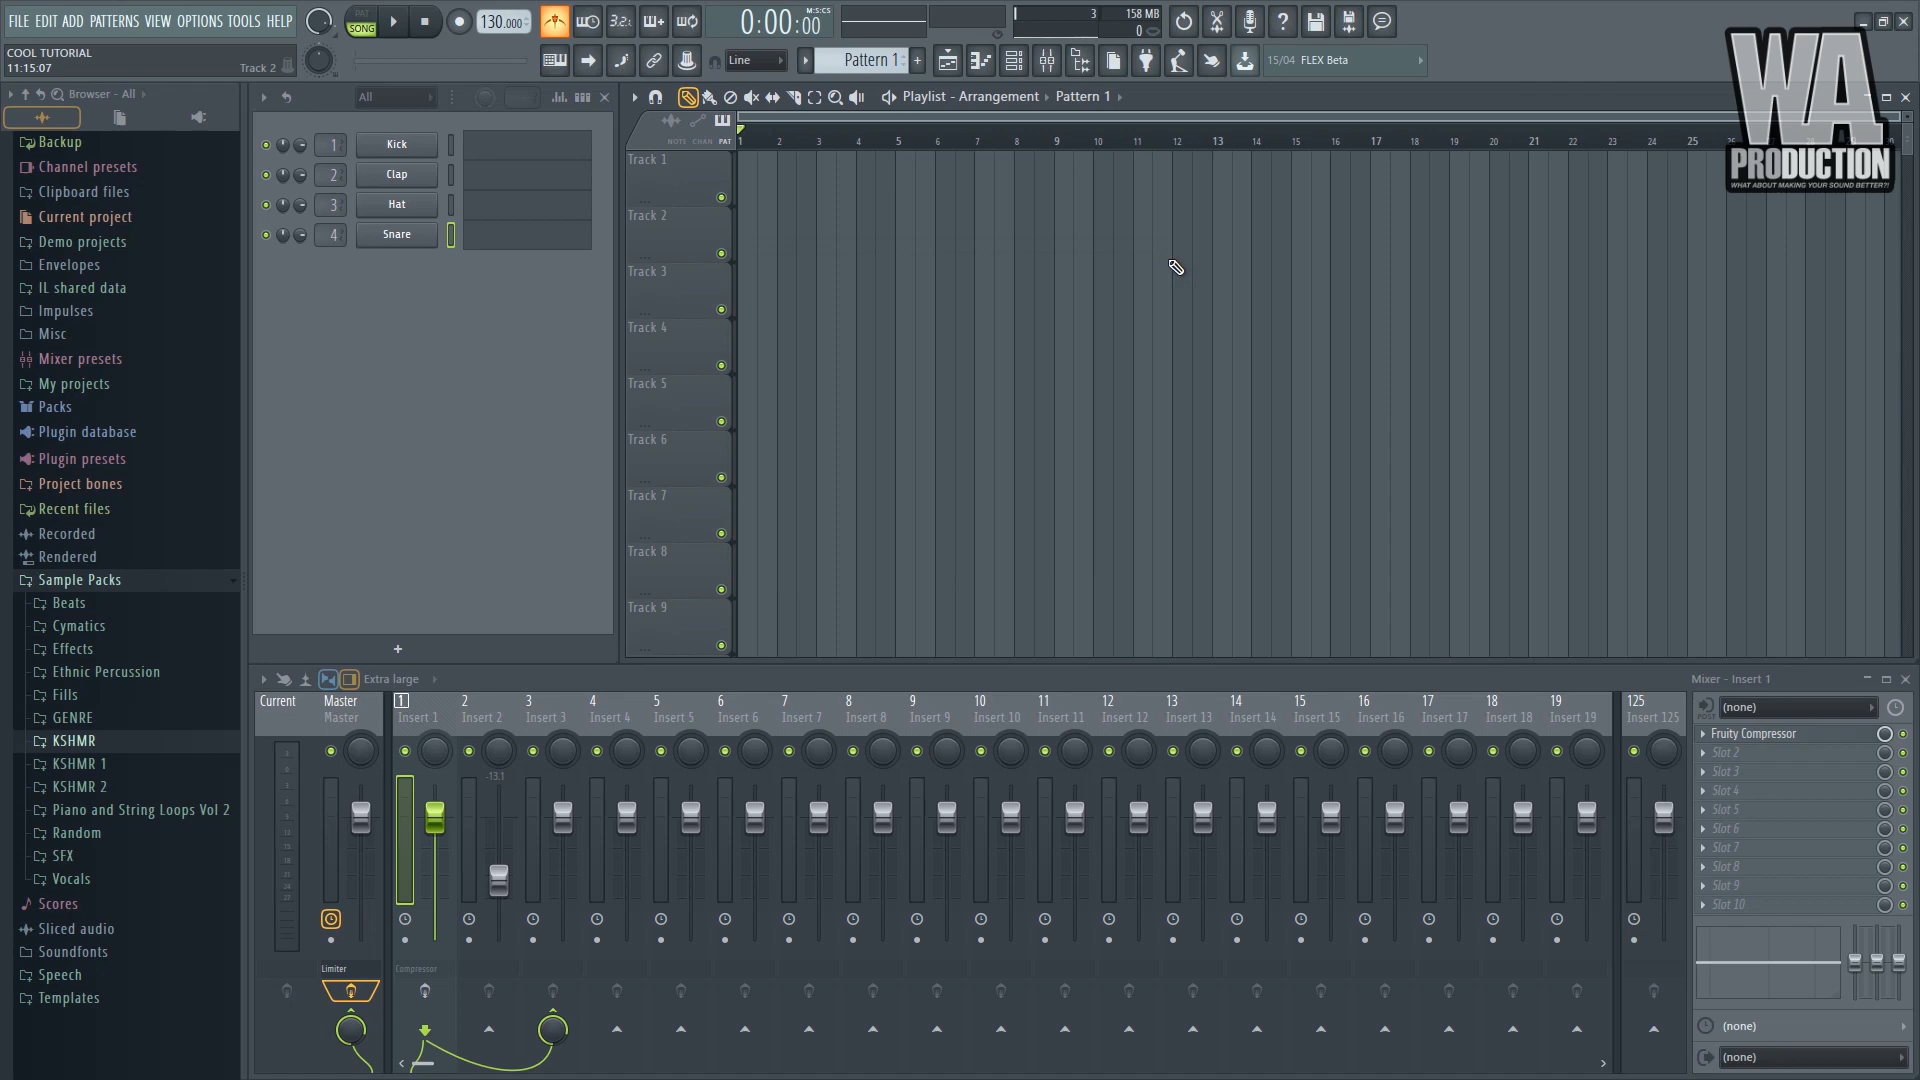 FILE EDIT ADD PATTERNS VIEW OPTIONS TOOLS HELP
PAT
SONG
130.000
3.2.
0:00:00
M:S:CS
3
158 MB
0
COOL TUTORIAL
11:15:07
Track 2
Line
Pattern 1
15/04 FLEX Beta
WA
PRODUCTION
WHAT ABOUT MAKING YOUR SOUND BETTER?!
Browser - All
Backup
Channel presets
Clipboard files
Current project
Demo projects
Envelopes
IL shared data
Impulses
Misc
Mixer presets
My projects
Packs
Plugin database
Plugin presets
Project bones
Recent files
Recorded
Rendered
Sample Packs
Beats
Cymatics
Effects
Ethnic Percussion
Fills
GENRE
KSHMR
KSHMR 1
KSHMR 2
Piano and String Loops Vol 2
Random
SFX
Vocals
Scores
Sliced audio
Soundfonts
Speech
Templates
All
1 Kick
2 Clap
3 Hat
4 Snare
+
Playlist - Arrangement Pattern 1
NOTE CHAN PAT
1 2 3 4 5 6 7 8 9 10 11 12 13 14 15 16 17 18 19 20 21 22 23 24 25
Track 1
Track 2
Track 3
Track 4
Track 5
Track 6
Track 7
Track 8
Track 9
Extra large
Mixer - Insert 1
Current Master 1 2 3 4 5 6 7 8 9 10 11 12 13 14 15 16 17 18 19 125
Master Insert 1 Insert 2 Insert 3 Insert 4 Insert 5 Insert 6 Insert 7 Insert 8 Insert 9 Insert 10 Insert 11 Insert 12 Insert 13 Insert 14 Insert 15 Insert 16 Insert 17 Insert 18 Insert 19 Insert 125
-13.1
Limiter
Compressor
POST
(none)
Fruity Compressor
Slot 2
Slot 3
Slot 4
Slot 5
Slot 6
Slot 7
Slot 8
Slot 9
Slot 10
(none)
(none)